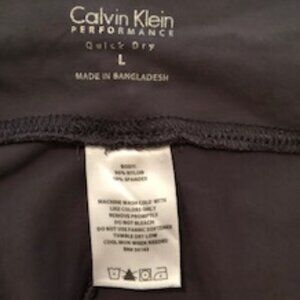 Calvin Klein
PERFORMANCE
Quick Dry
L
MADE IN BANGLADESH
BODY:
90% NYLON
10% SPANDEX
MACHINE WASH COLD WITH
LIKE COLORS ONLY
REMOVE PROMPTLY
DO NOT BLEACH
DO NOT USE FABRIC SOFTENER
TUMBLE DRY LOW
COOL IRON WHEN NEEDED